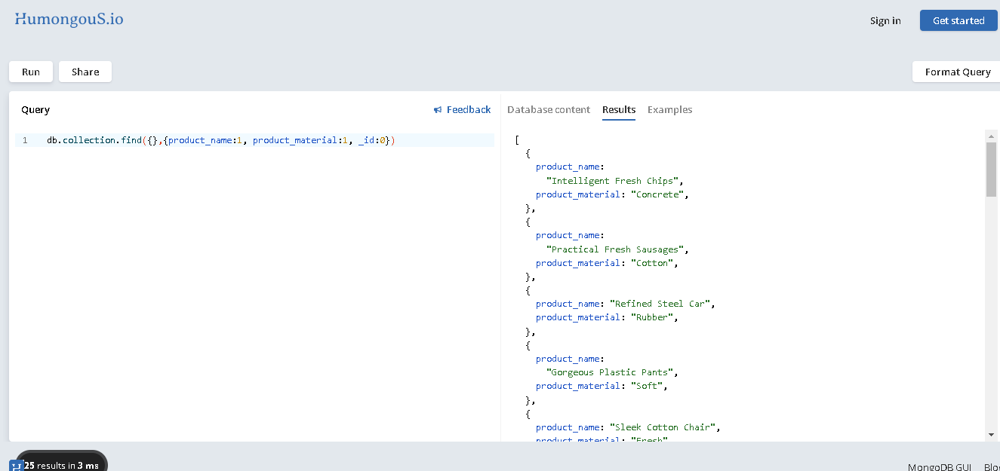 HumongouS.io
Sign in
Get started
Run
Share
Format Query
Query
Feedback
Database content
Results
Examples
1 db.collection.find({},{product_name:1, product_material:1, _id:0})
[
{
product_name:
"Intelligent Fresh Chips",
product_material: "Concrete",
},
{
product_name:
"Practical Fresh Sausages",
product_material: "Cotton",
},
{
product_name: "Refined Steel Car",
product_material: "Rubber",
},
{
product_name:
"Gorgeous Plastic Pants",
product_material: "Soft",
},
{
product_name: "Sleek Cotton Chair",
product_material: "Fresh"
H 25 results in 3 ms
MongoDB GUI
Blo